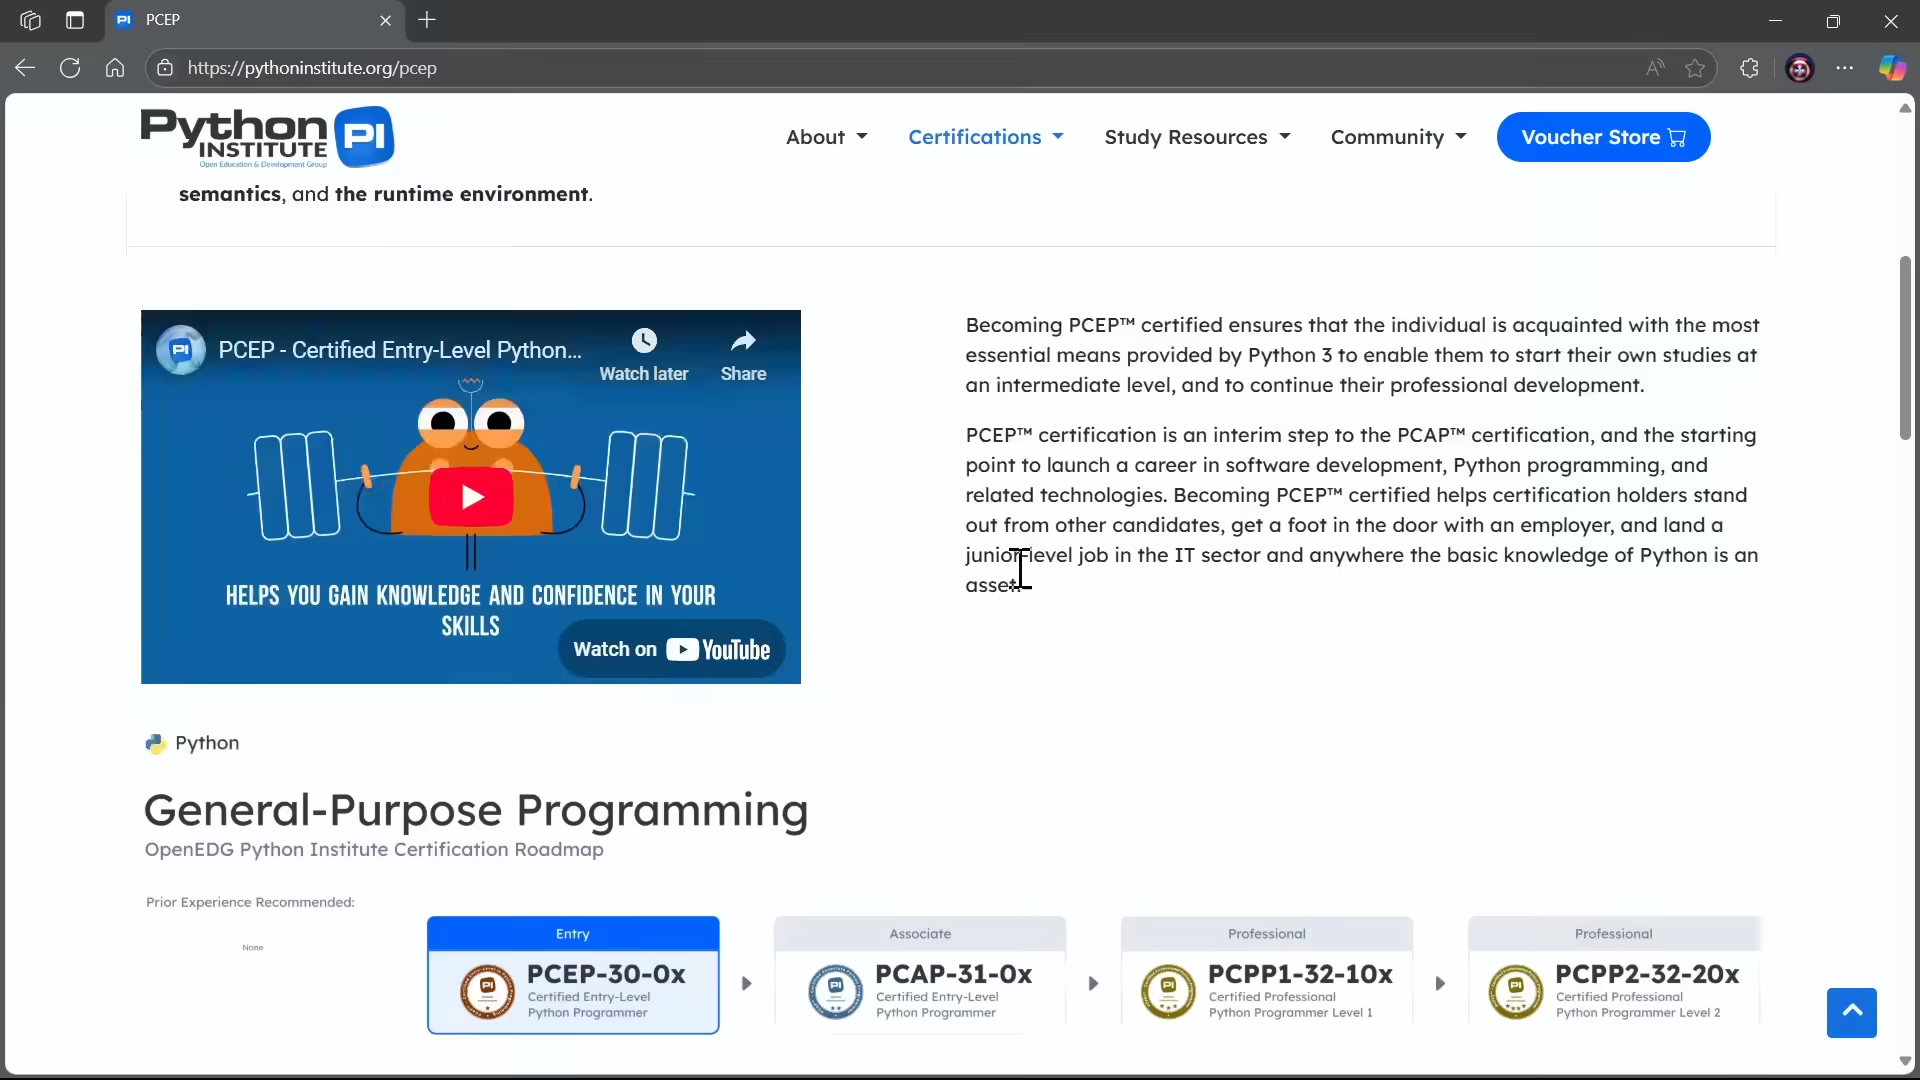 PCEP
https://pythoninstitute.org/pcep
Python
INSTITUTE
Open Education & Development Group
PI
About
Certifications
Study Resources
Community
Voucher Store
semantics, and the runtime environment.
PCEP - Certified Entry-Level Python...
Watch later
Share
HELPS YOU GAIN KNOWLEDGE AND CONFIDENCE IN YOUR
SKILLS
Watch on YouTube
Becoming PCEP™ certified ensures that the individual is acquainted with the most
essential means provided by Python 3 to enable them to start their own studies at
an intermediate level, and to continue their professional development.
PCEP™ certification is an interim step to the PCAP™ certification, and the starting
point to launch a career in software development, Python programming, and
related technologies. Becoming PCEP™ certified helps certification holders stand
out from other candidates, get a foot in the door with an employer, and land a
junior-level job in the IT sector and anywhere the basic knowledge of Python is an
asset.
Python
General-Purpose Programming
OpenEDG Python Institute Certification Roadmap
Prior Experience Recommended:
None
Entry
PCEP-30-0x
Certified Entry-Level
Python Programmer
Associate
PCAP-31-0x
Certified Entry-Level
Python Programmer
Professional
PCPP1-32-10x
Certified Professional
Python Programmer Level 1
Professional
PCPP2-32-20x
Certified Professional
Python Programmer Level 2